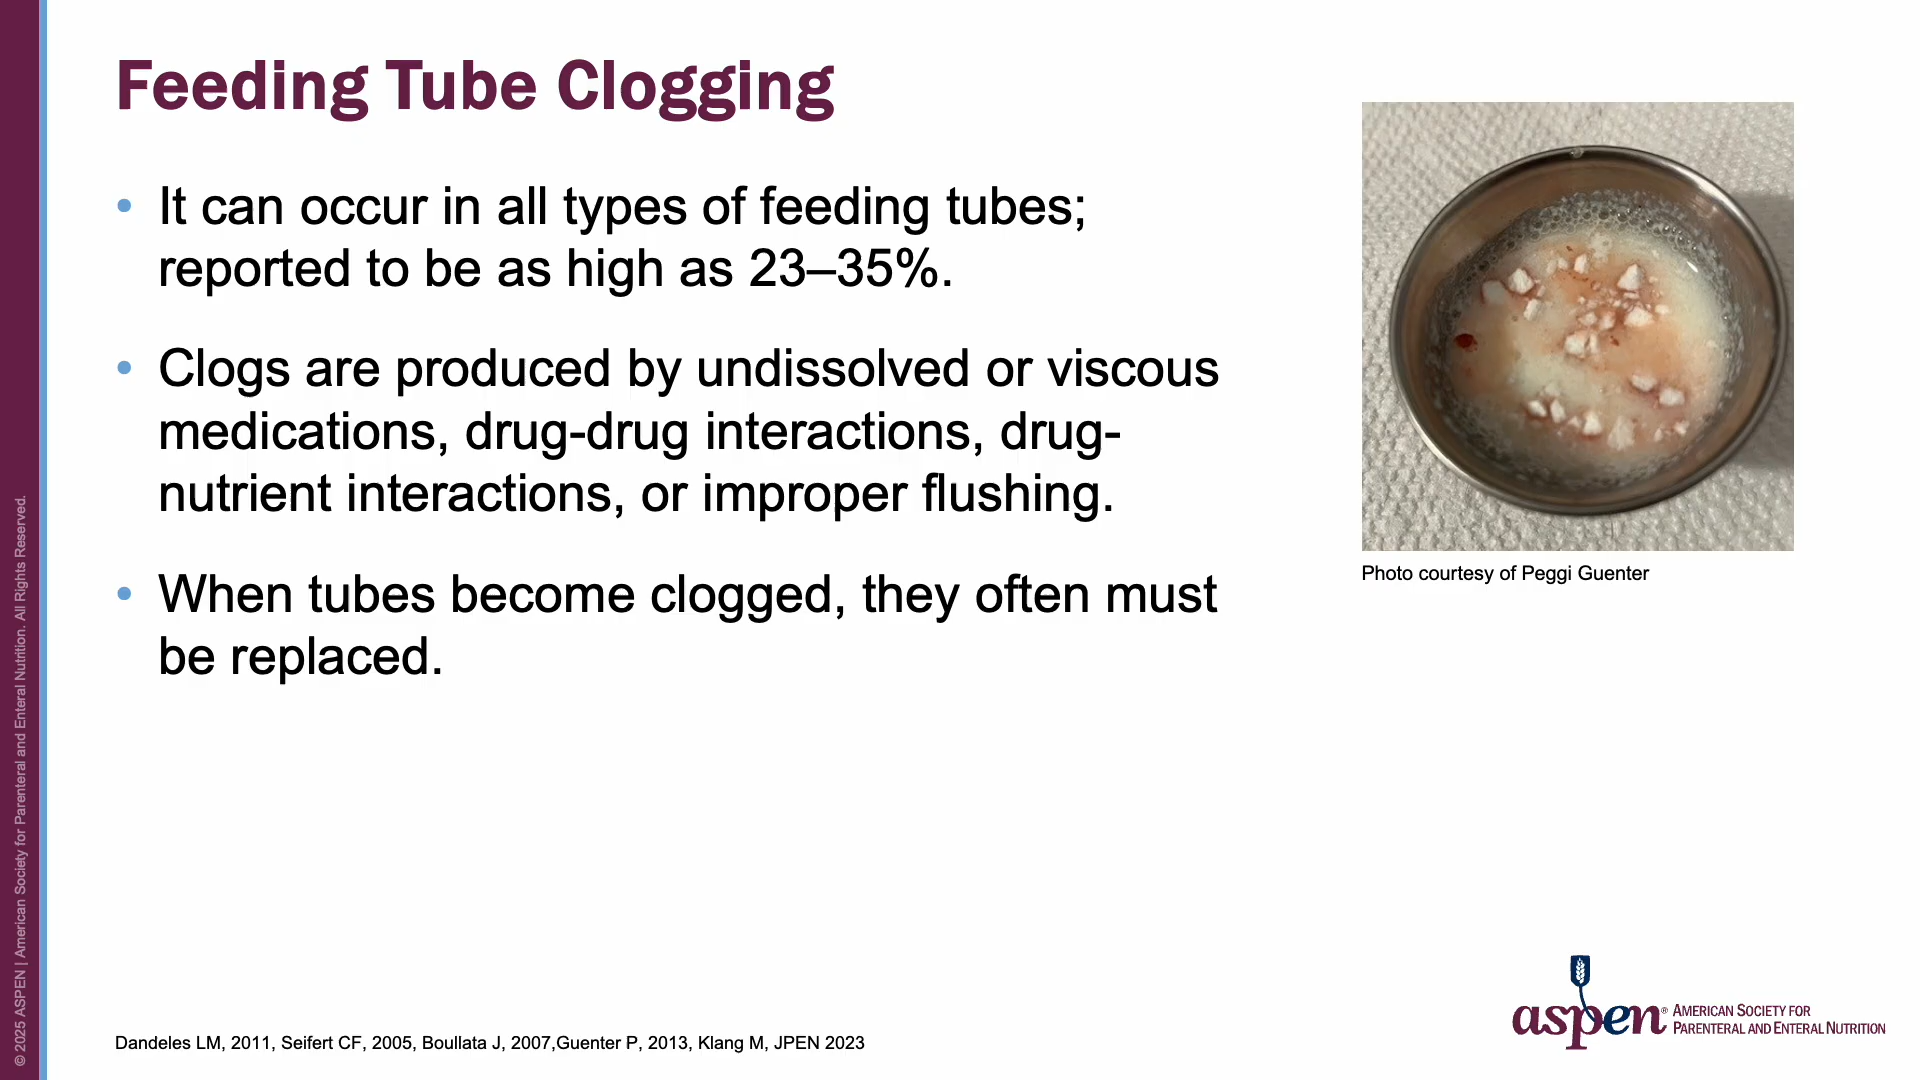 Feeding Tube Clogging
• It can occur in all types of feeding tubes;
reported to be as high as 23–35%.
• Clogs are produced by undissolved or viscous
medications, drug-drug interactions, drug-
nutrient interactions, or improper flushing.
• When tubes become clogged, they often must
be replaced.
Photo courtesy of Peggi Guenter
Dandeles LM, 2011, Seifert CF, 2005, Boullata J, 2007,Guenter P, 2013, Klang M, JPEN 2023
aspen® AMERICAN SOCIETY FOR
PARENTERAL AND ENTERAL NUTRITION
© 2025 ASPEN | American Society for Parenteral and Enteral Nutrition. All Rights Reserved.